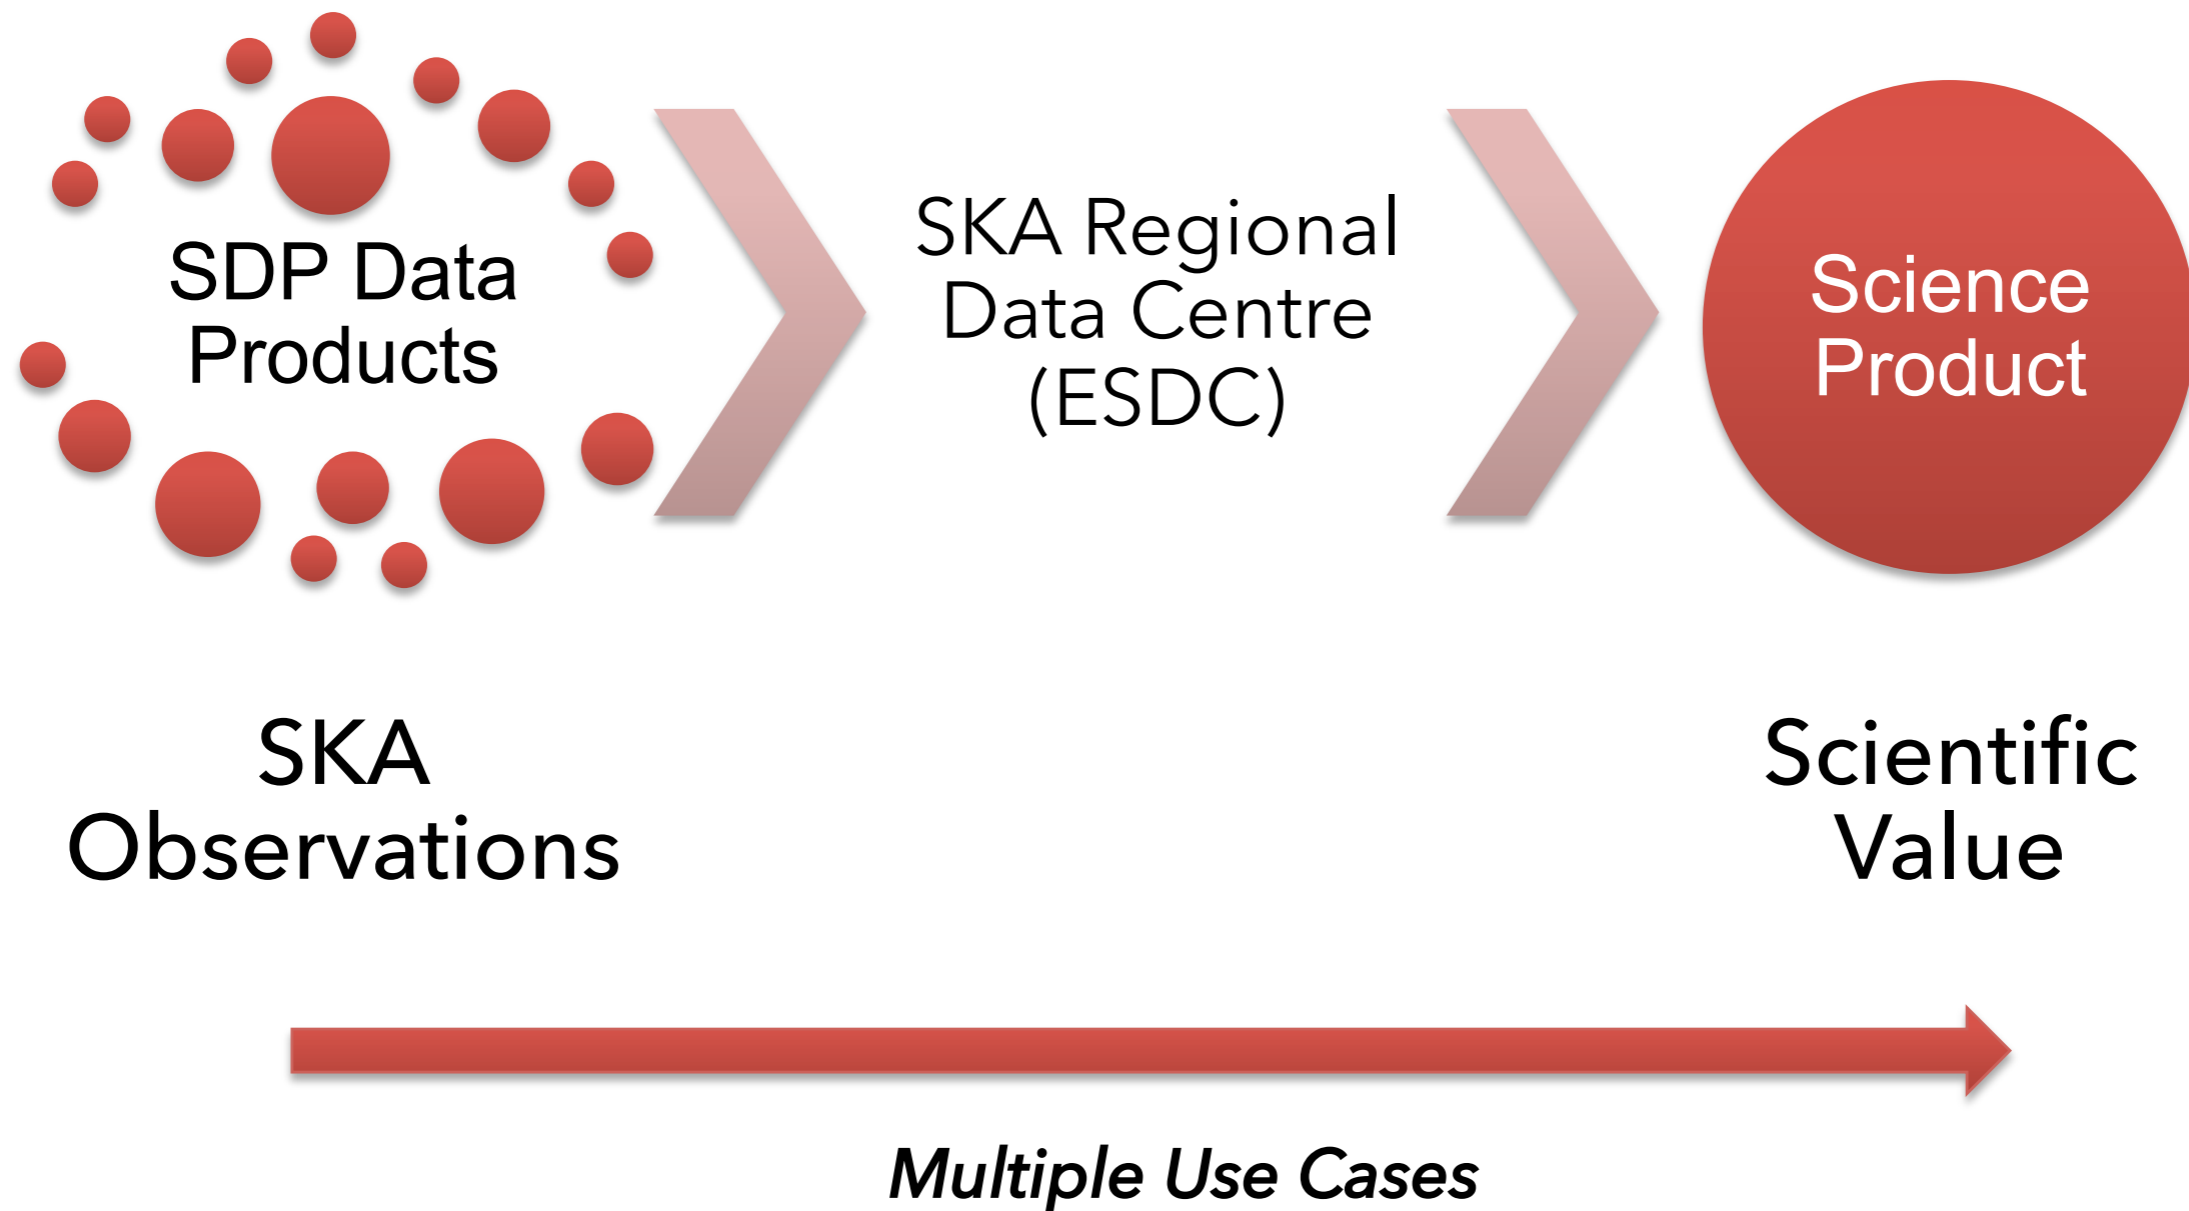 SDP Data
Products
SKA Regional
Data Centre
(ESDC)
Science
Product
SKA
Observations
Scientific
Value
Multiple Use Cases